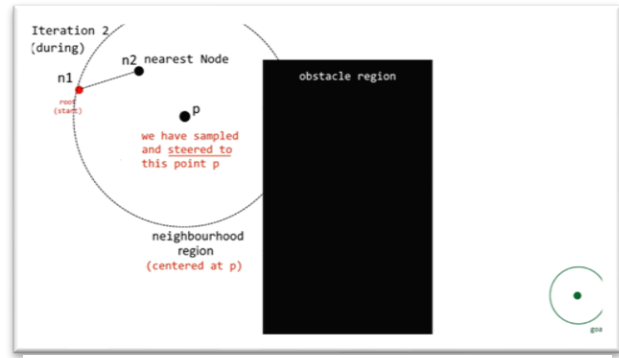 Iteration 2
(during)
n2 nearest Node
n1
root
(start)
p
we have sampled
and steered to
this point p
obstacle region
neighbourhood
region
(centered at p)
goa